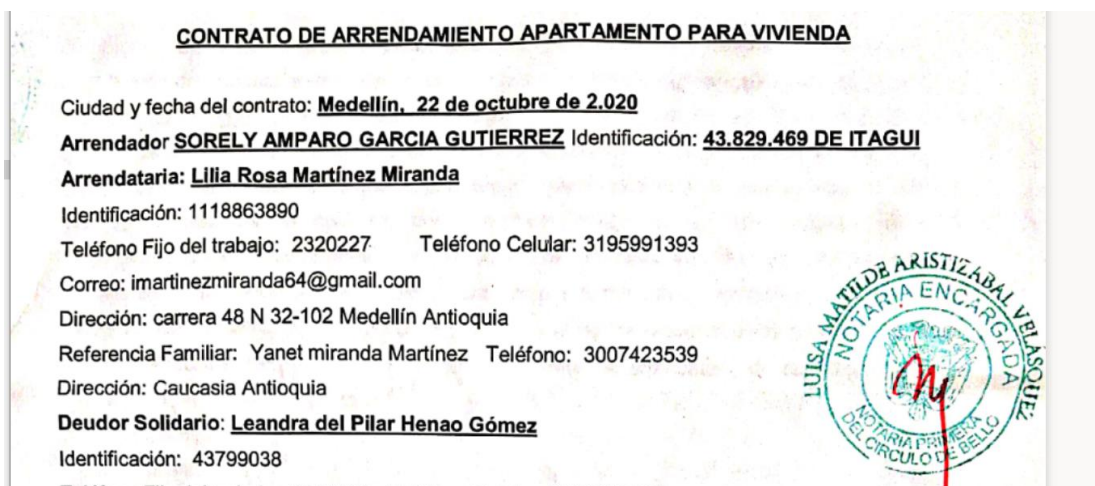 CONTRATO DE ARRENDAMIENTO APARTAMENTO PARA VIVIENDA
Ciudad y fecha del contrato: Medellín, 22 de octubre de 2.020
Arrendador SORELY AMPARO GARCIA GUTIERREZ Identificación: 43.829.469 DE ITAGUI
Arrendataria: Lilia Rosa Martínez Miranda
Identificación: 1118863890
Teléfono Fijo del trabajo: 2320227 Teléfono Celular: 3195991393
Correo: imartinezmiranda64@gmail.com
Dirección: carrera 48 N 32-102 Medellín Antioquia
Referencia Familiar: Yanet miranda Martínez Teléfono: 3007423539
Dirección: Caucasia Antioquia
Deudor Solidario: Leandra del Pilar Henao Gómez
Identificación: 43799038
LUISA MATILDE ARISTIZABAL VELASQUEZ
NOTARIA ENCARGADA
NOTARIA PRIMERA
DEL CIRCULO DE BELLO